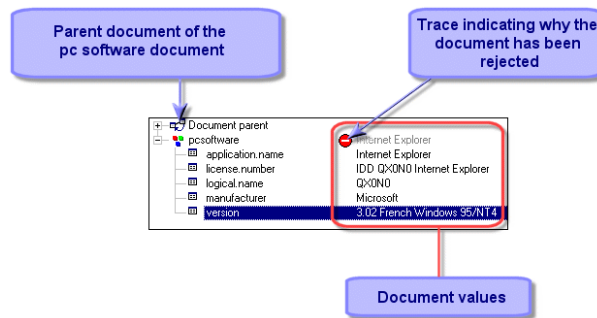 Parent document of the
pc software document
Trace indicating why the
document has been
rejected
Document parent
pcsoftware Internet Explorer
application.name Internet Explorer
license.number IDD QX0N0 Internet Explorer
logical.name QX0N0
manufacturer Microsoft
version 3.02 French Windows 95/NT4
Document values